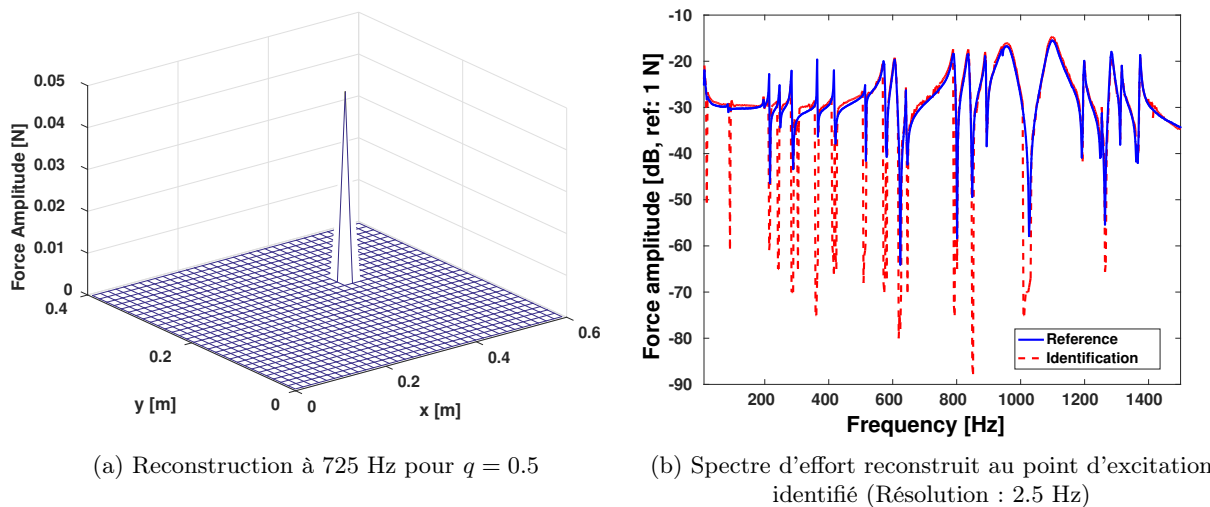 0.05
0.04
0.03
0.02
0.01
0
0.4
0.2
0
0
0.2
0.4
0.6
Force Amplitude [N]
y [m]
x [m]
(a) Reconstruction à 725 Hz pour q = 0.5
-10
-20
-30
-40
-50
-60
-70
-80
-90
200 400 600 800 1000 1200 1400
Force amplitude [dB, ref: 1 N]
Frequency [Hz]
Reference
Identification
(b) Spectre d'effort reconstruit au point d'excitation
identifié (Résolution : 2.5 Hz)